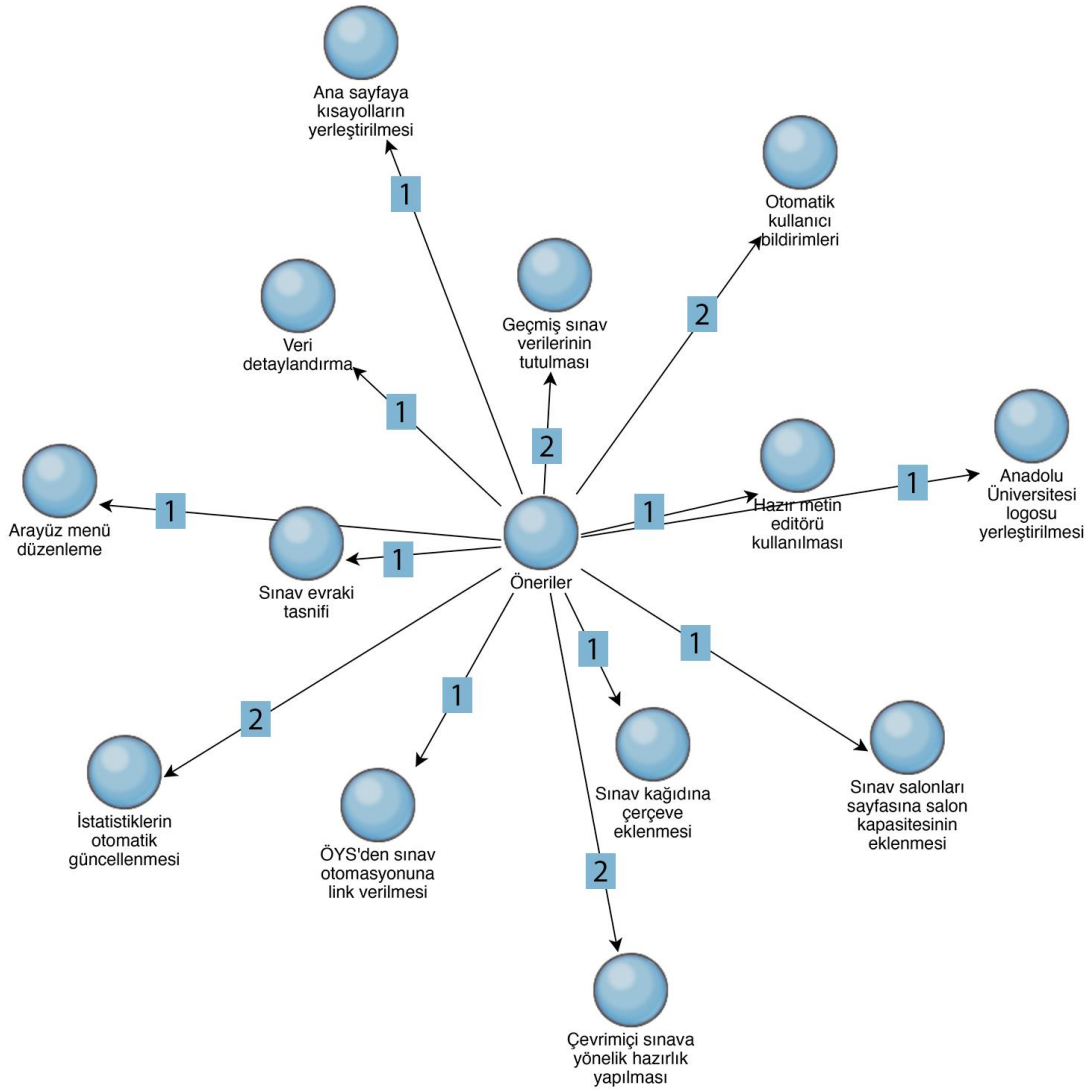 Ana sayfaya
kısayolların
yerleştirilmesi
1
Otomatik
kullanıcı
bildirimleri
2
Geçmiş sınav
verilerinin
tutulması
2
Veri
detaylandırma
1
Anadolu
Üniversitesi
logosu
yerleştirilmesi
1
Hazır metin
editörü
kullanılması
1
Arayüz menü
düzenleme
1
Sınav evraki
tasnifi
1
Öneriler
İstatistiklerin
otomatik
güncellenmesi
2
ÖYS'den sınav
otomasyonuna
link verilmesi
1
Sınav kağıdına
çerçeve
eklenmesi
1
Sınav salonları
sayfasına salon
kapasitesinin
eklenmesi
1
Çevrimiçi sınava
yönelik hazırlık
yapılması
2